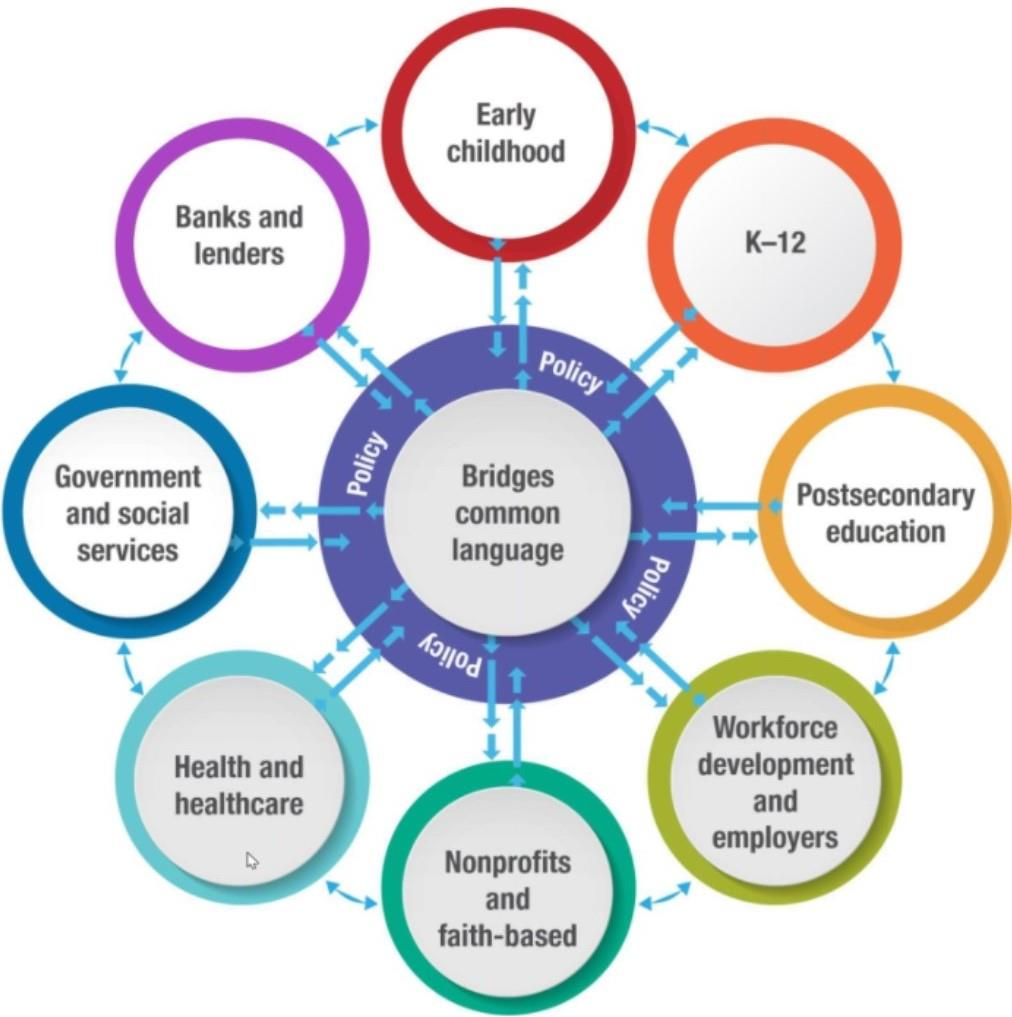 Early
childhood
K–12
Postsecondary
education
Workforce
development
and
employers
Nonprofits
and
faith-based
Health and
healthcare
Government
and social
services
Banks and
lenders
Policy
Policy
Policy
Policy
Bridges
common
language